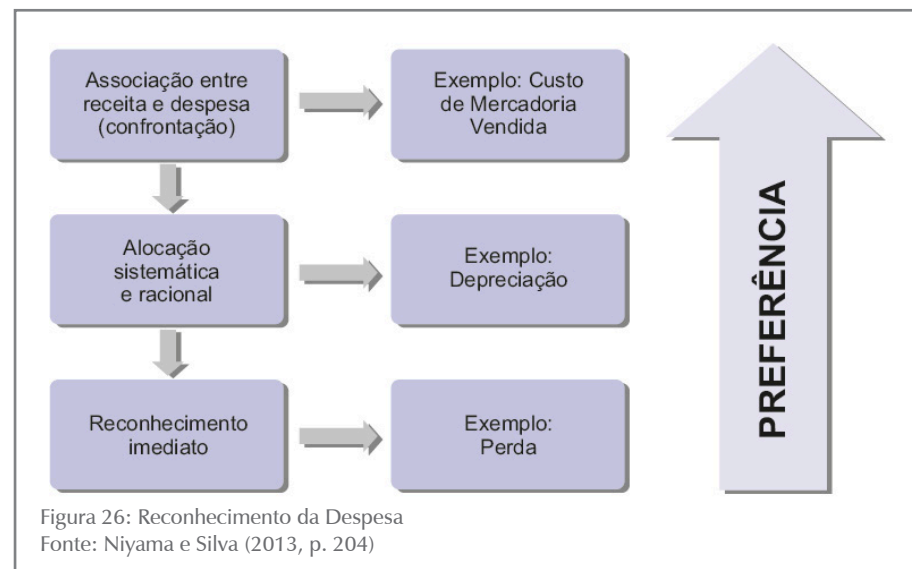 Associação entre
receita e despesa
(confrontação)
Exemplo: Custo
de Mercadoria
Vendida
Alocação
sistemática
e racional
Exemplo:
Depreciação
Reconhecimento
imediato
Exemplo:
Perda
PREFERÊNCIA
Figura 26: Reconhecimento da Despesa
Fonte: Niyama e Silva (2013, p. 204)